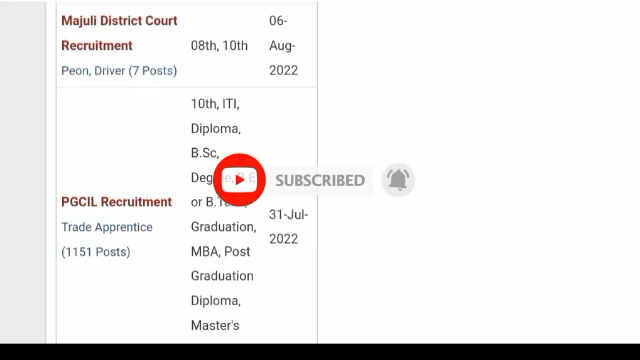 Majuli District Court
Recruitment
Peon, Driver (7 Posts)
08th, 10th
06-
Aug-
2022
PGCIL Recruitment
Trade Apprentice
(1151 Posts)
10th, ITI,
Diploma,
B.Sc,
or
Graduation,
MBA, Post
Graduation
Diploma,
Master's
31-Jul-
2022
SUBSCRIBED